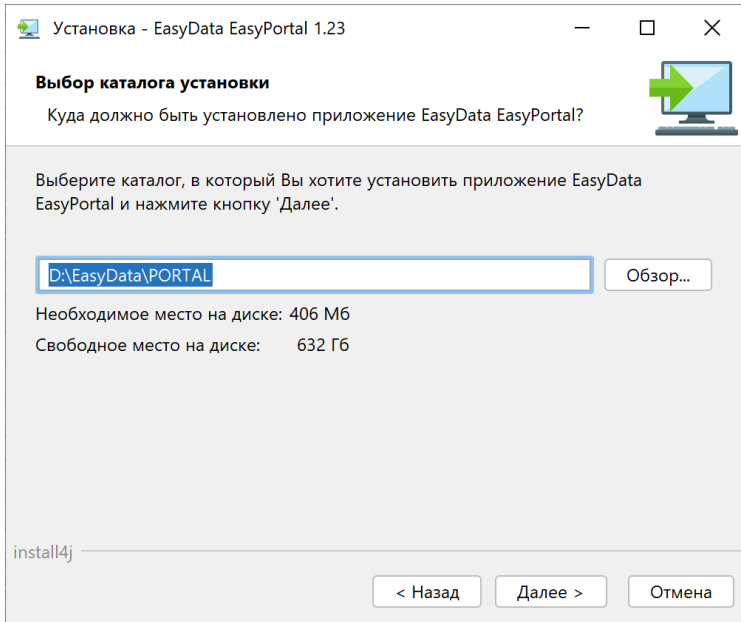 Установка - EasyData EasyPortal 1.23
Выбор каталога установки
Куда должно быть установлено приложение EasyData EasyPortal?
Выберите каталог, в который Вы хотите установить приложение EasyData
EasyPortal и нажмите кнопку 'Далее'.
D:\EasyData\PORTAL
Обзор...
Необходимое место на диске: 406 Мб
Свободное место на диске: 632 Гб
install4j
< Назад
Далее >
Отмена